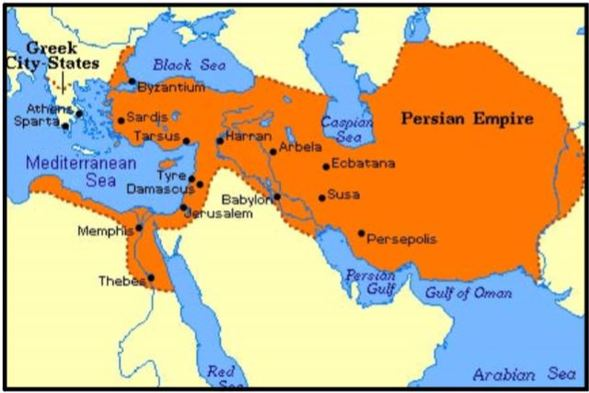 Greek
City-States
Black Sea
Byzantium
Athens
Sparta
Sardis
Tarsus
Harran
Arbela
Caspian
Sea
Persian Empire
Ecbatana
Mediterranean
Sea
Tyre
Damascus
Jerusalem
Babylon
Susa
Memphis
Persepolis
Thebes
Persian
Gulf
Gulf of Oman
Red
Sea
Arabian Sea